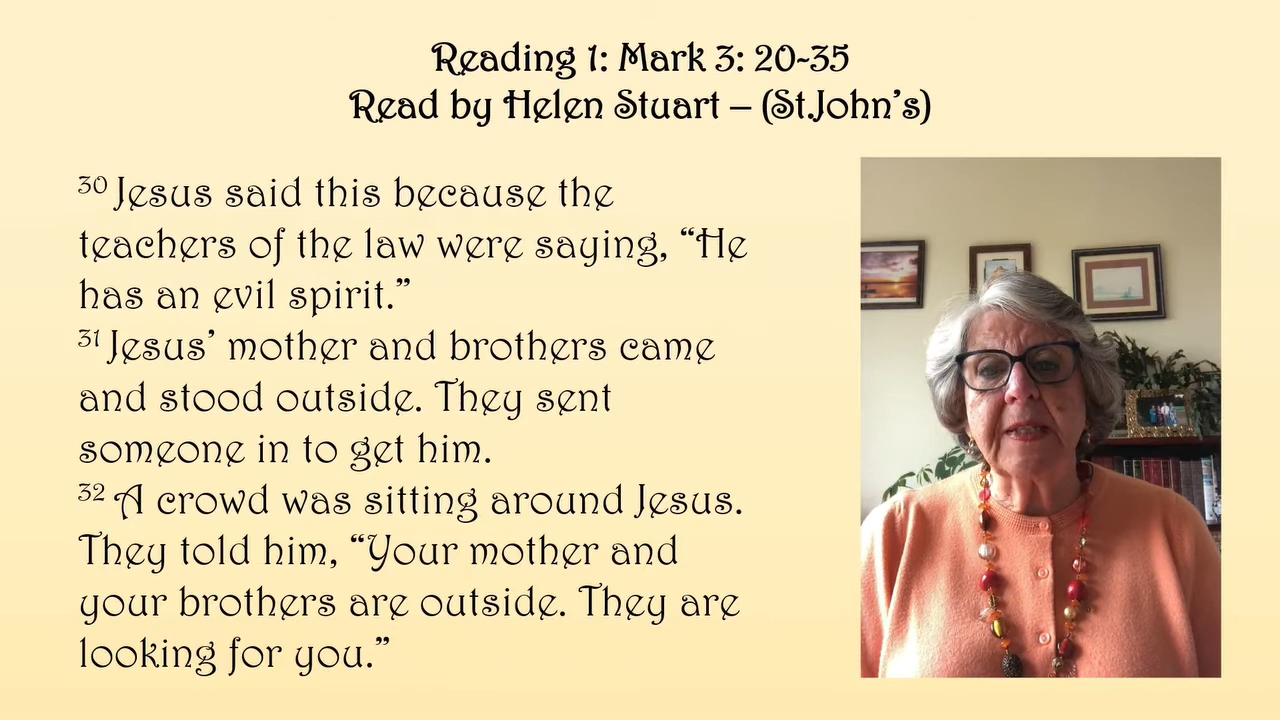 Reading 1: Mark 3: 20-35
Read by Helen Stuart – (St.John’s)
30 Jesus said this because the
teachers of the law were saying, “He
has an evil spirit.”
31 Jesus’ mother and brothers came
and stood outside. They sent
someone in to get him.
32 A crowd was sitting around Jesus.
They told him, “Your mother and
your brothers are outside. They are
looking for you.”